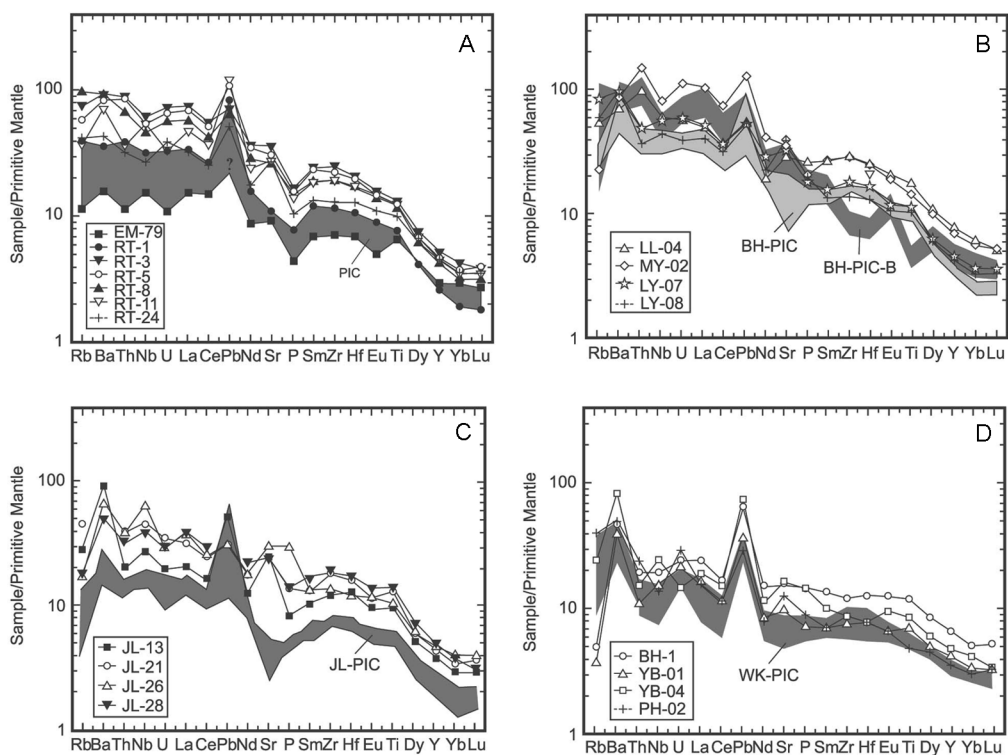 A
Sample/Primitive Mantle
100
10
1
?
PIC
EM-79
RT-1
RT-3
RT-5
RT-8
RT-11
RT-24
Rb Ba Th Nb U La Ce Pb Nd Sr P Sm Zr Hf Eu Ti Dy Y Yb Lu
B
Sample/Primitive Mantle
100
10
1
BH-PIC
BH-PIC-B
LL-04
MY-02
LY-07
LY-08
Rb Ba Th Nb U La Ce Pb Nd Sr P Sm Zr Hf Eu Ti Dy Y Yb Lu
C
Sample/Primitive Mantle
100
10
1
JL-PIC
JL-13
JL-21
JL-26
JL-28
Rb Ba Th Nb U La Ce Pb Nd Sr P Sm Zr Hf Eu Ti Dy Y Yb Lu
D
Sample/Primitive Mantle
100
10
1
WK-PIC
BH-1
YB-01
YB-04
PH-02
Rb Ba Th Nb U La Ce Pb Nd Sr P Sm Zr Hf Eu Ti Dy Y Yb Lu